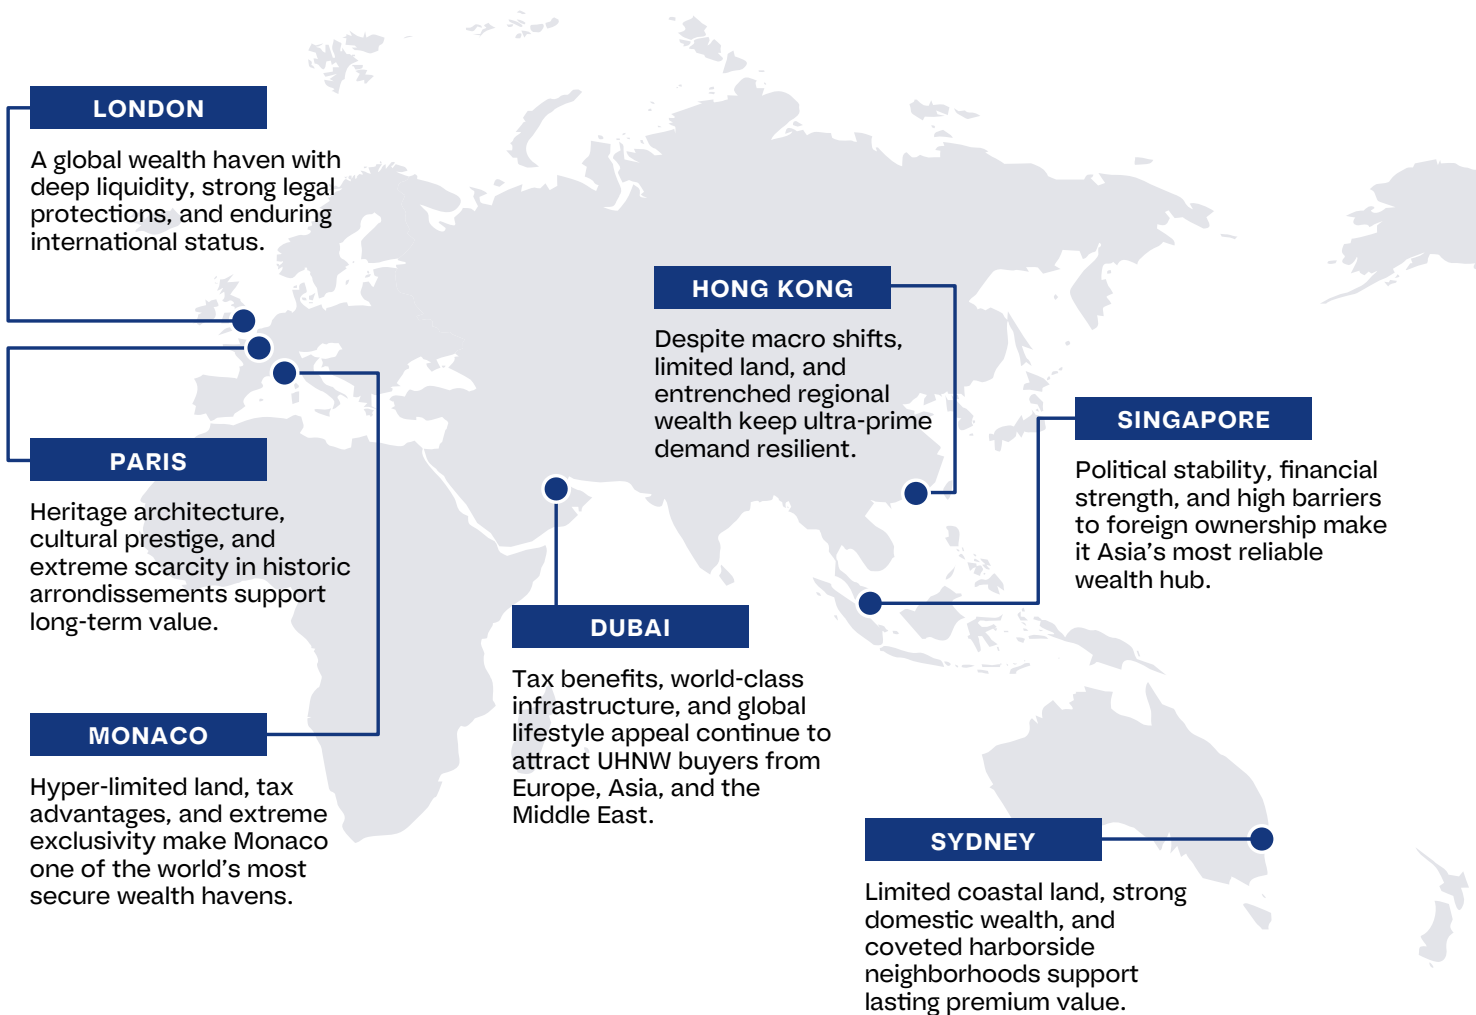 LONDON
A global wealth haven with
deep liquidity, strong legal
protections, and enduring
international status.
PARIS
Heritage architecture,
cultural prestige, and
extreme scarcity in historic
arrondissements support
long-term value.
MONACO
Hyper-limited land, tax
advantages, and extreme
exclusivity make Monaco
one of the world’s most
secure wealth havens.
HONG KONG
Despite macro shifts,
limited land, and
entrenched regional
wealth keep ultra-prime
demand resilient.
DUBAI
Tax benefits, world-class
infrastructure, and global
lifestyle appeal continue to
attract UHNW buyers from
Europe, Asia, and the
Middle East.
SINGAPORE
Political stability, financial
strength, and high barriers
to foreign ownership make
it Asia’s most reliable
wealth hub.
SYDNEY
Limited coastal land, strong
domestic wealth, and
coveted harborside
neighborhoods support
lasting premium value.